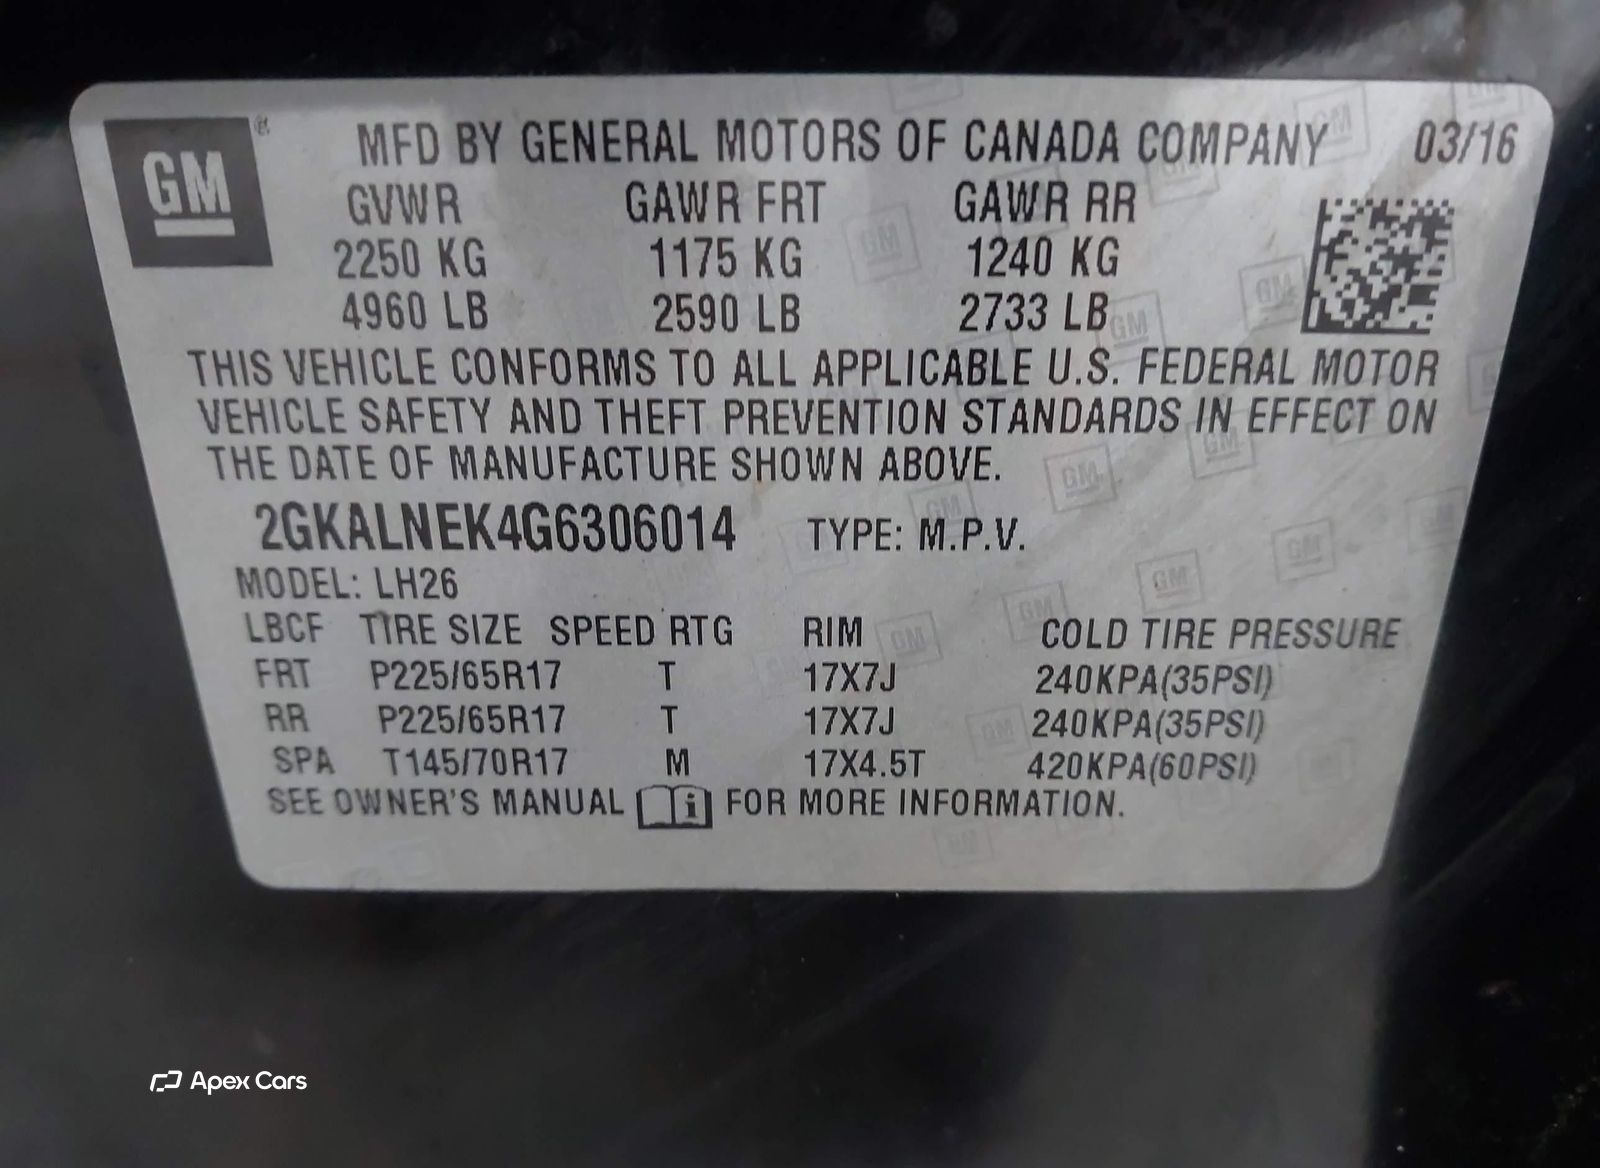 GM ®
MFD BY GENERAL MOTORS OF CANADA COMPANY 03/16
GVWR GAWR FRT GAWR RR
2250 KG 1175 KG 1240 KG
4960 LB 2590 LB 2733 LB
THIS VEHICLE CONFORMS TO ALL APPLICABLE U.S. FEDERAL MOTOR
VEHICLE SAFETY AND THEFT PREVENTION STANDARDS IN EFFECT ON
THE DATE OF MANUFACTURE SHOWN ABOVE.
2GKALNEK4G6306014 TYPE: M.P.V.
MODEL: LH26
LBCF TIRE SIZE SPEED RTG RIM COLD TIRE PRESSURE
FRT P225/65R17 T 17X7J 240KPA(35PSI)
RR P225/65R17 T 17X7J 240KPA(35PSI)
SPA T145/70R17 M 17X4.5T 420KPA(60PSI)
SEE OWNER'S MANUAL i FOR MORE INFORMATION.
Apex Cars